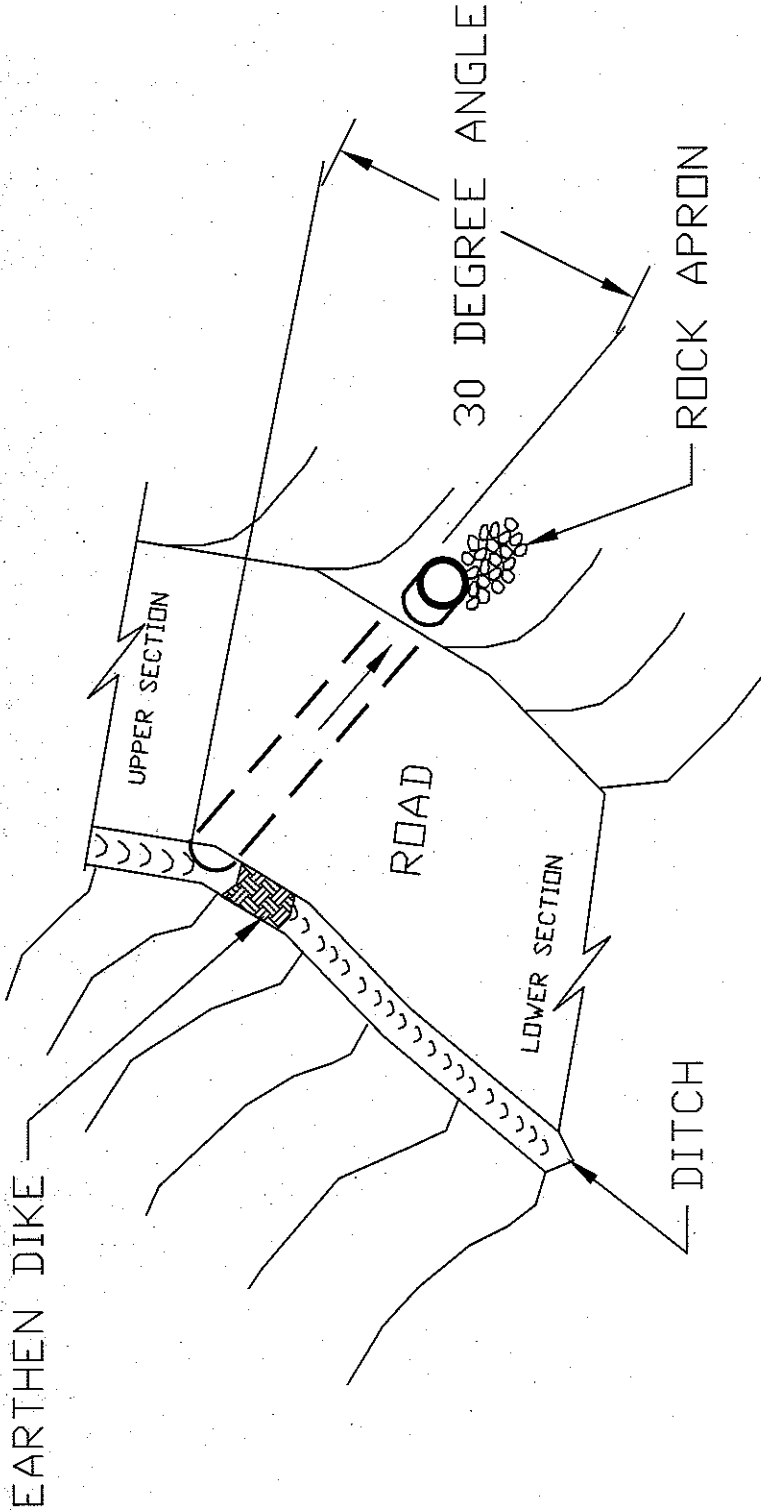 EARTHEN DIKE
UPPER SECTION
30 DEGREE ANGLE
ROCK APRON
ROAD
LOWER SECTION
DITCH